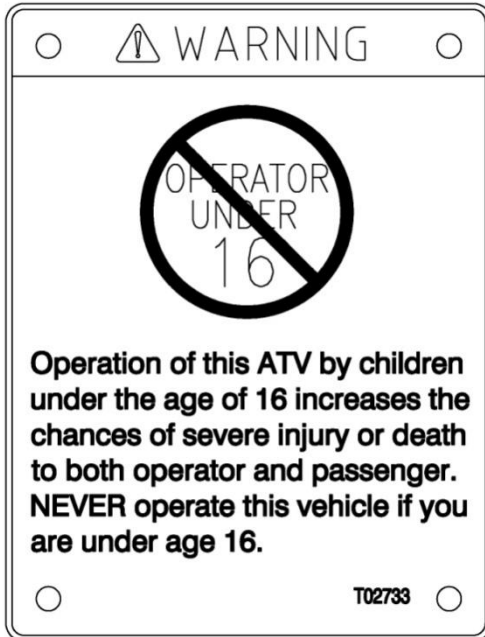 WARNING
OPERATOR
UNDER
16
Operation of this ATV by children
under the age of 16 increases the
chances of severe injury or death
to both operator and passenger.
NEVER operate this vehicle if you
are under age 16.
T02733